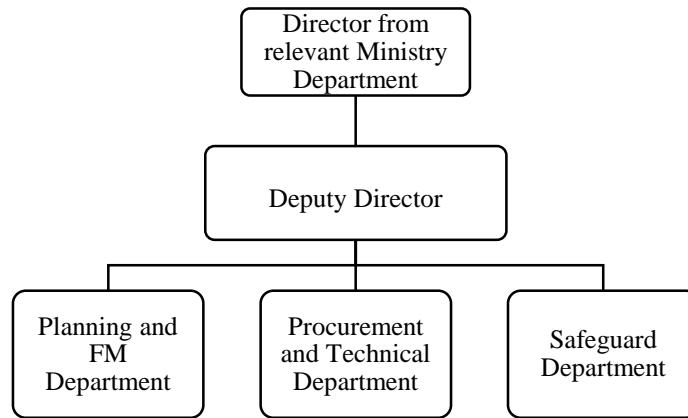 Director from
relevant Ministry
Department
Deputy Director
Planning and
FM
Department
Procurement
and Technical
Department
Safeguard
Department